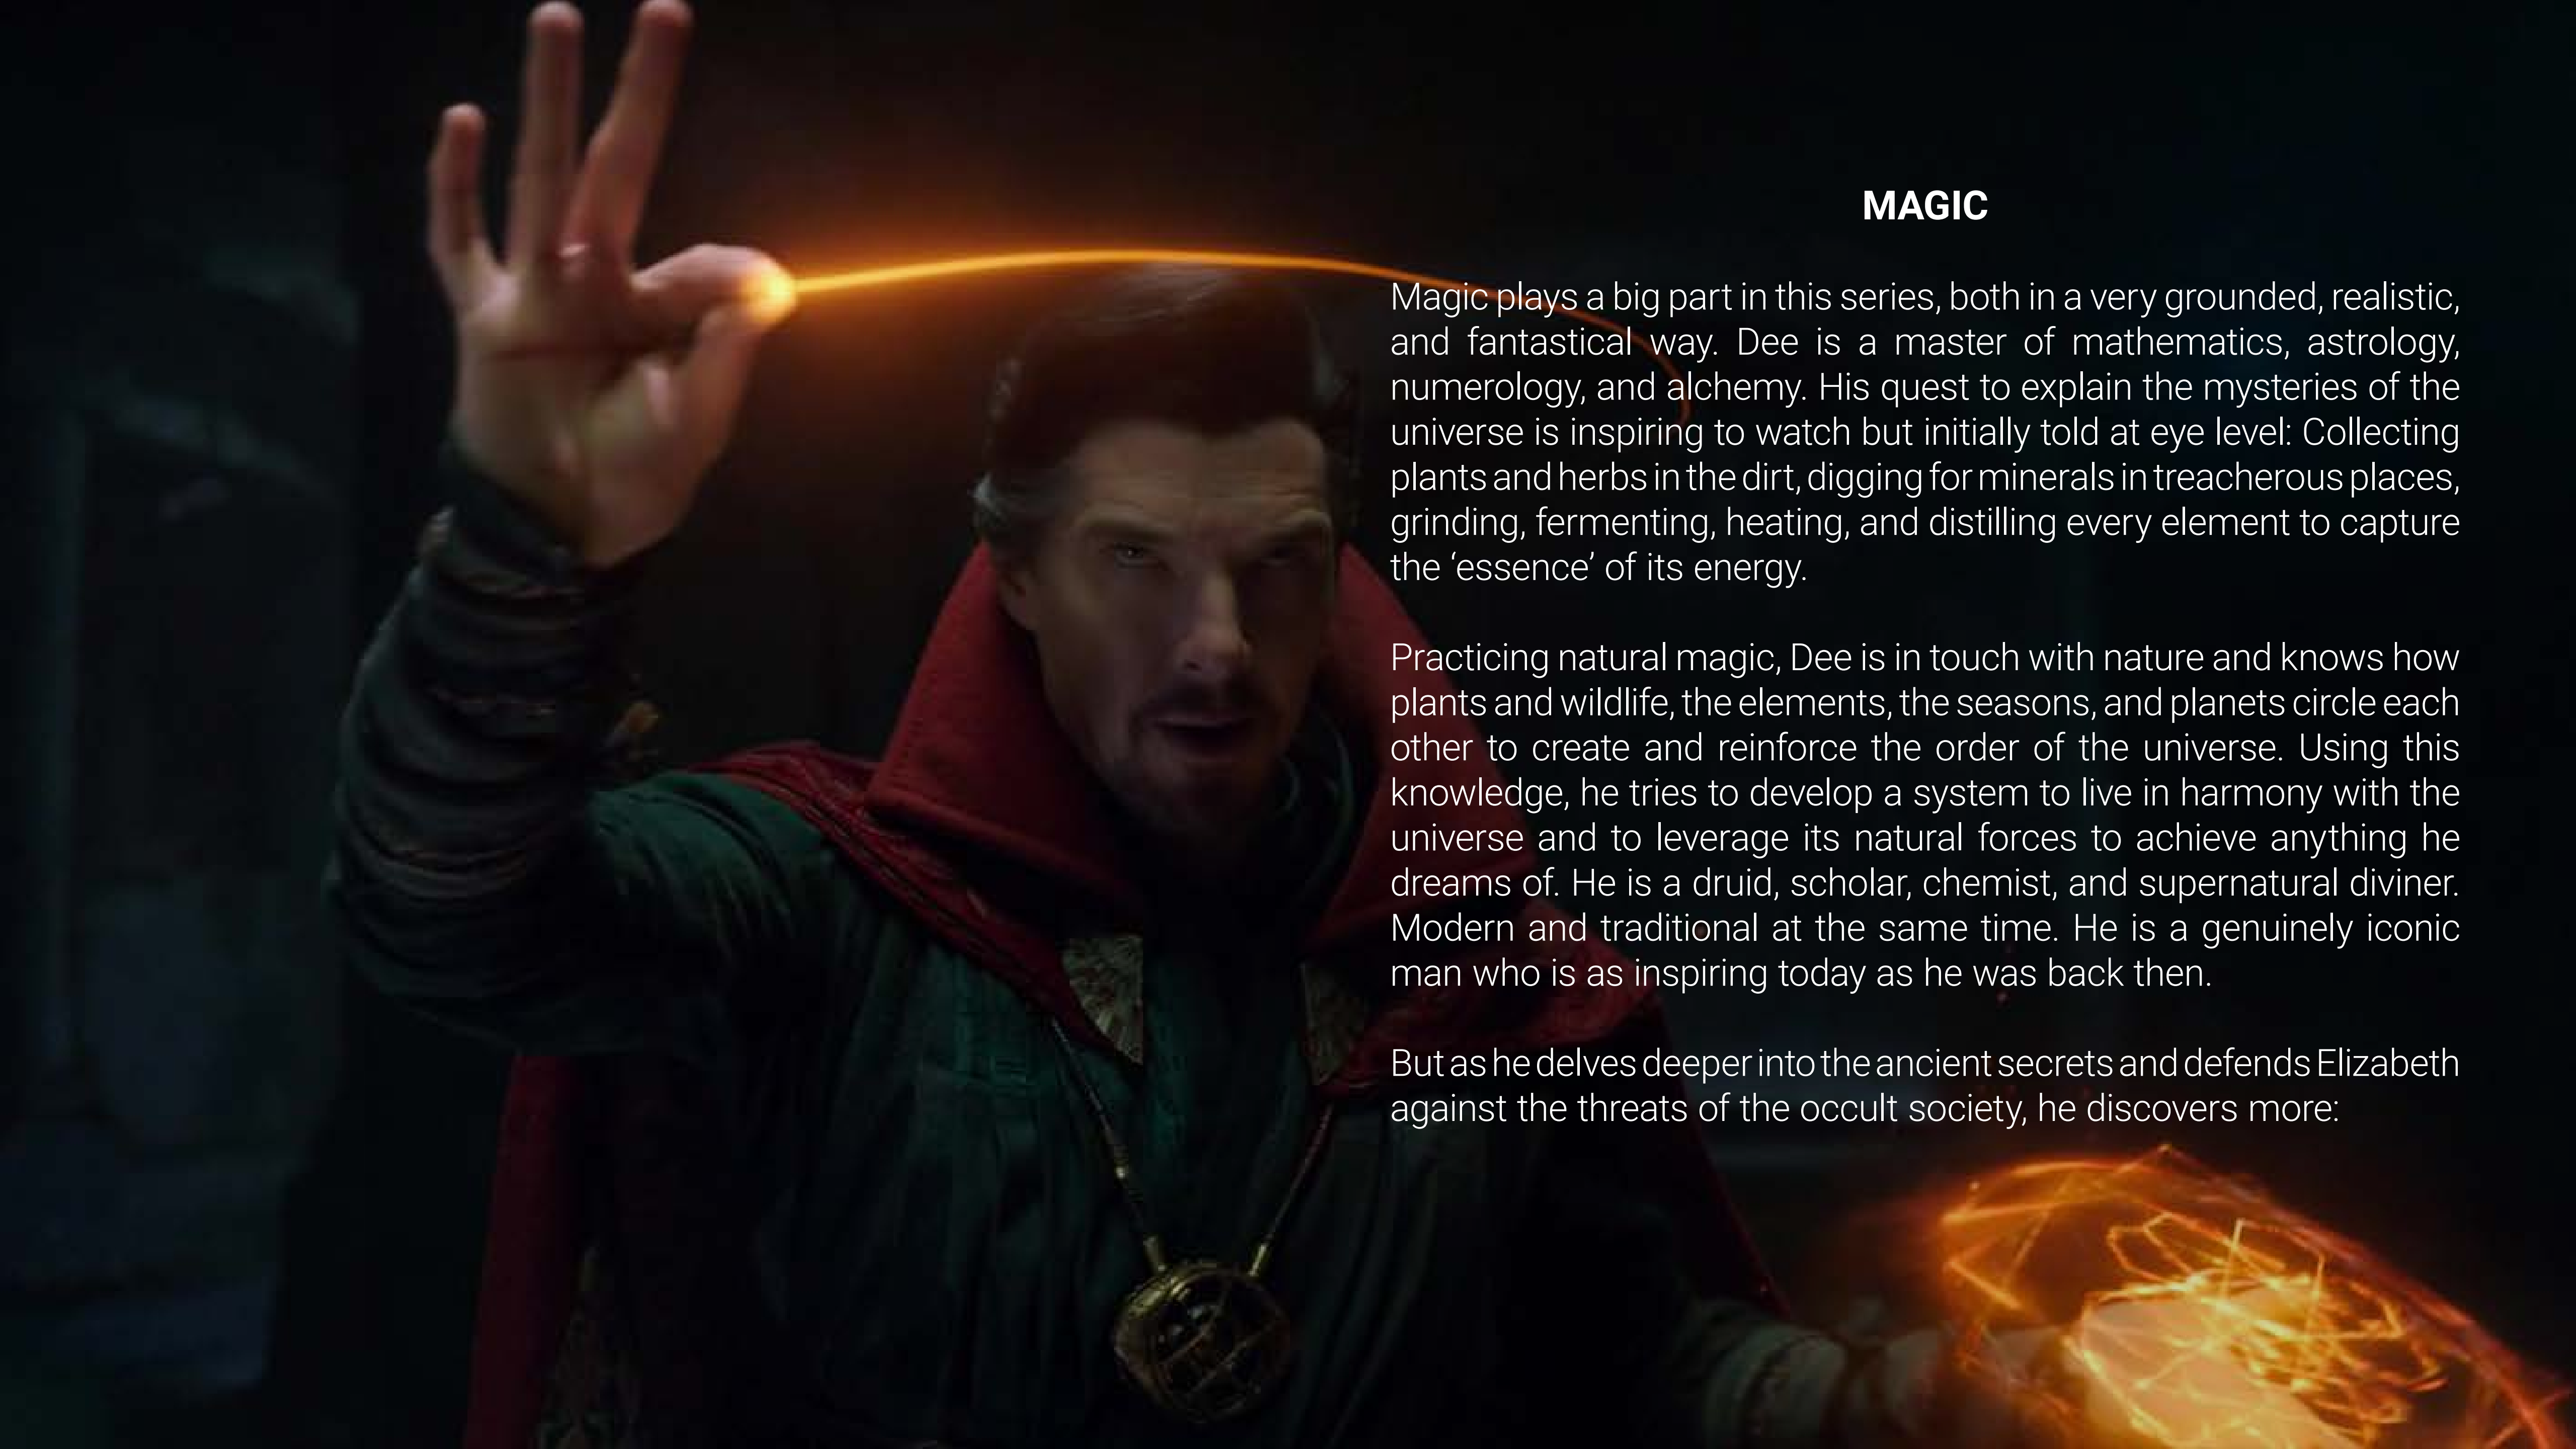 MAGIC
Magic plays a big part in this series, both in a very grounded, realistic,
and fantastical way. Dee is a master of mathematics, astrology,
numerology, and alchemy. His quest to explain the mysteries of the
universe is inspiring to watch but initially told at eye level: Collecting
plants and herbs in the dirt, digging for minerals in treacherous places,
grinding, fermenting, heating, and distilling every element to capture
the ‘essence’ of its energy.
Practicing natural magic, Dee is in touch with nature and knows how
plants and wildlife, the elements, the seasons, and planets circle each
other to create and reinforce the order of the universe. Using this
knowledge, he tries to develop a system to live in harmony with the
universe and to leverage its natural forces to achieve anything he
dreams of. He is a druid, scholar, chemist, and supernatural diviner.
Modern and traditional at the same time. He is a genuinely iconic
man who is as inspiring today as he was back then.
But as he delves deeper into the ancient secrets and defends Elizabeth
against the threats of the occult society, he discovers more: